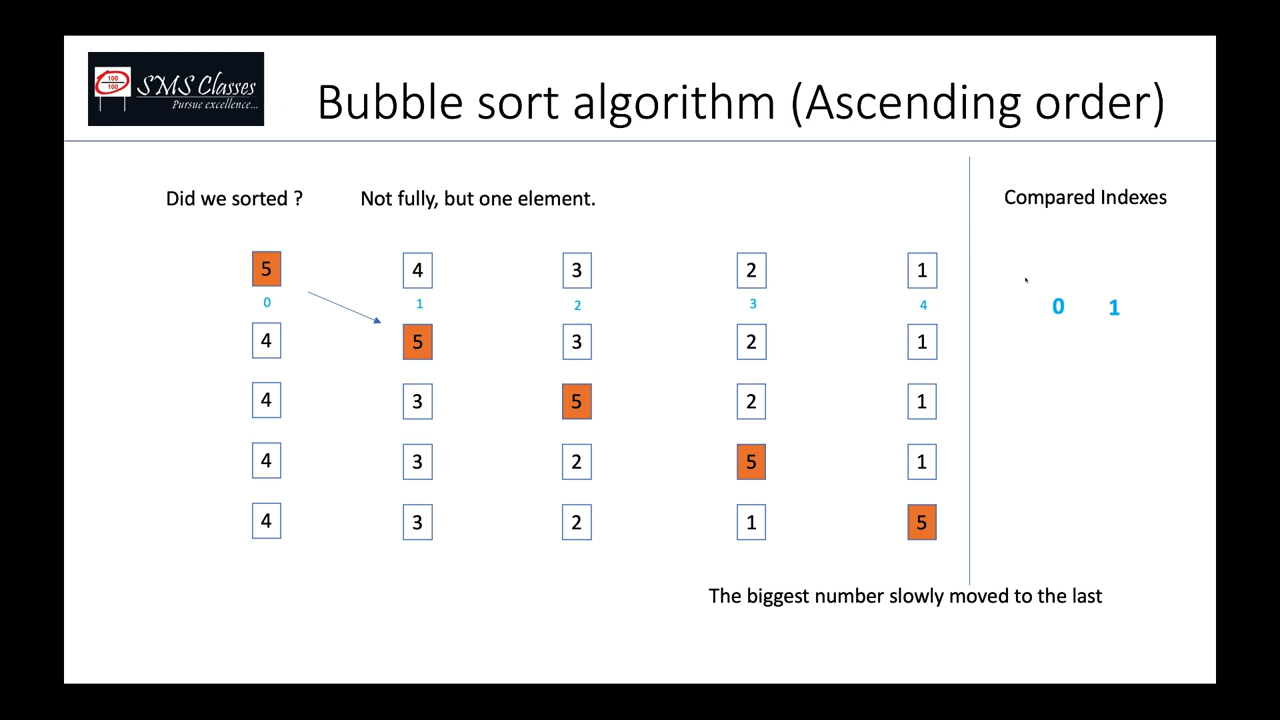 100
100
SMS Classes
Pursue excellence...
Bubble sort algorithm (Ascending order)
Did we sorted ? Not fully, but one element.
Compared Indexes
5 4 3 2 1
0 1 2 3 4
0 1
4 5 3 2 1
4 3 5 2 1
4 3 2 5 1
4 3 2 1 5
The biggest number slowly moved to the last